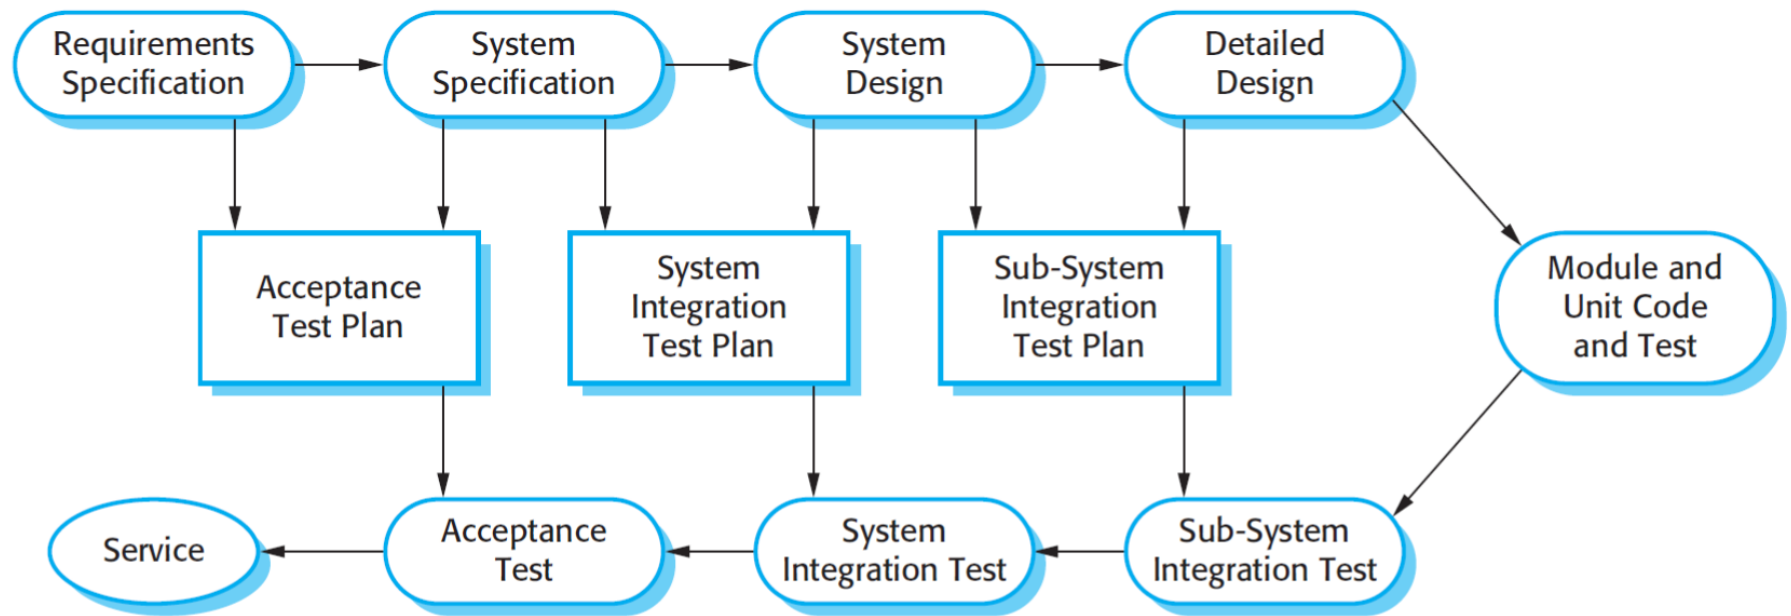 Requirements
Specification
System
Specification
System
Design
Detailed
Design
Acceptance
Test Plan
System
Integration
Test Plan
Sub-System
Integration
Test Plan
Module and
Unit Code
and Test
Service
Acceptance
Test
System
Integration Test
Sub-System
Integration Test